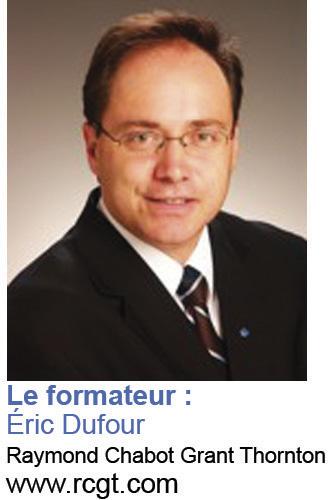 Le formateur :
Éric Dufour
Raymond Chabot Grant Thornton
www.rcgt.com